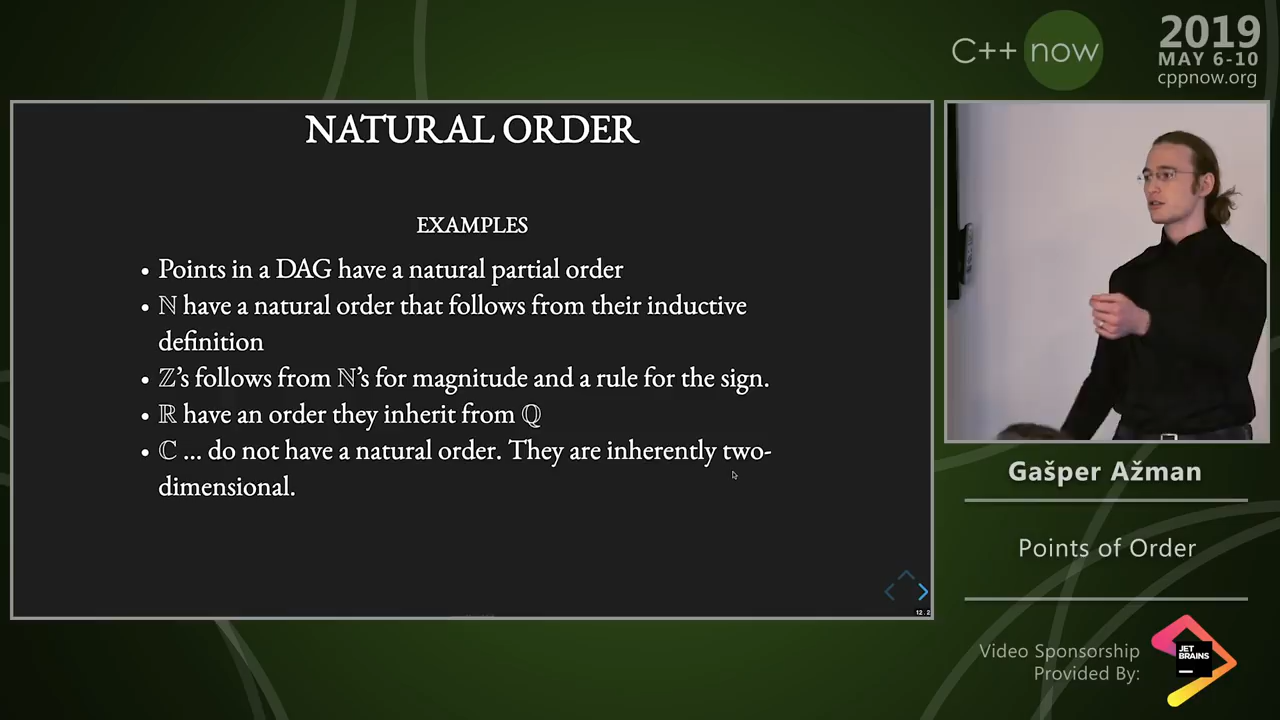 C++ now
2019
MAY 6-10
cppnow.org
NATURAL ORDER
EXAMPLES
• Points in a DAG have a natural partial order
• ℕ have a natural order that follows from their inductive
definition
• ℤ’s follows from ℕ’s for magnitude and a rule for the sign.
• ℝ have an order they inherit from ℚ
• ℂ ... do not have a natural order. They are inherently two-
dimensional.
12.2
Gašper Ažman
Points of Order
Video Sponsorship
Provided By:
JET
BRAINS